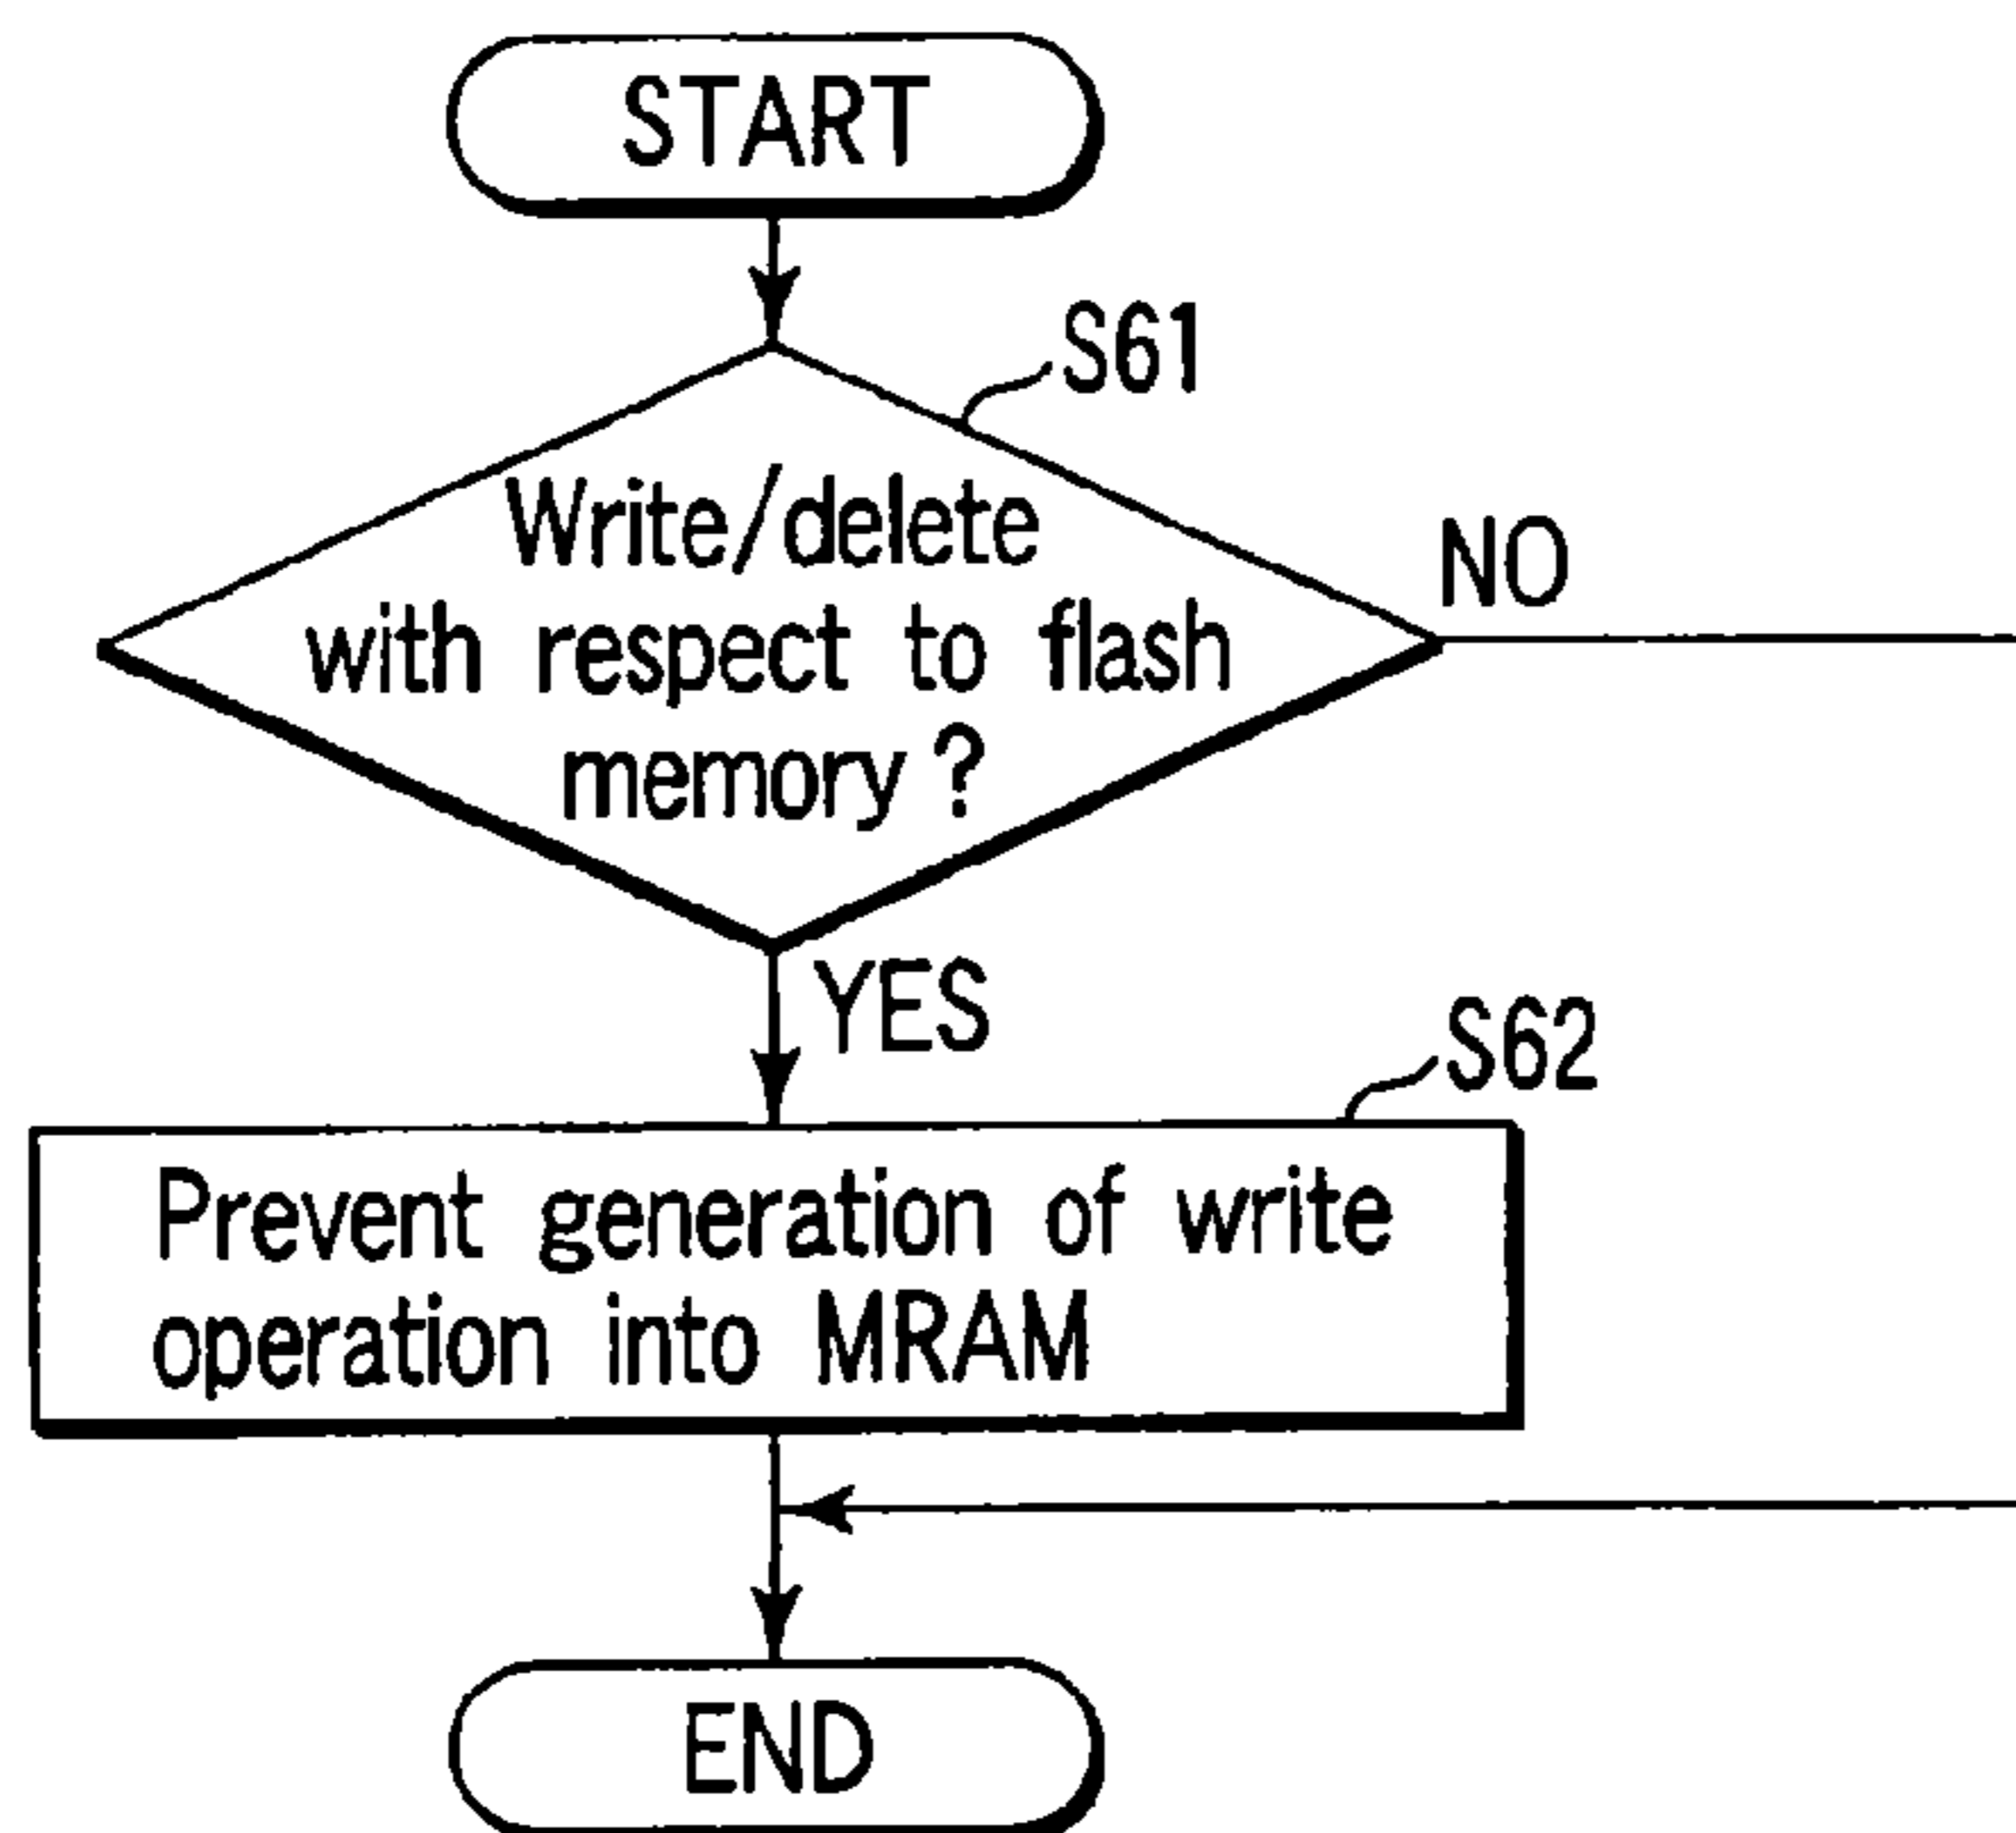 START
S61
Write/delete
with respect to flash
memory?
NO
YES
S62
Prevent generation of write
operation into MRAM
END